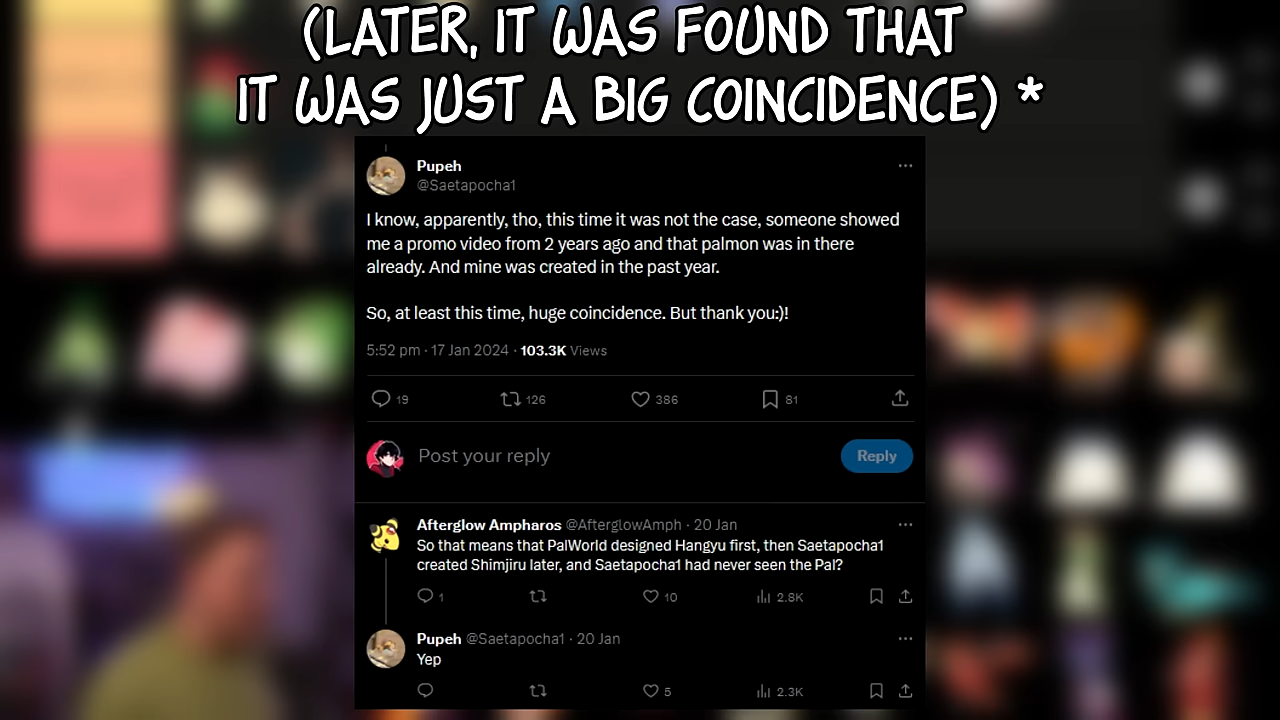 (LATER, IT WAS FOUND THAT
IT WAS JUST A BIG COINCIDENCE) *
Pupeh
@Saetapocha1
I know, apparently, tho, this time it was not the case, someone showed
me a promo video from 2 years ago and that palmon was in there
already. And mine was created in the past year.
So, at least this time, huge coincidence. But thank you:)!
5:52 pm · 17 Jan 2024 · 103.3K Views
19 126 386 81
Post your reply Reply
Afterglow Ampharos @AfterglowAmph · 20 Jan
So that means that PalWorld designed Hangyu first, then Saetapocha1
created Shimjiru later, and Saetapocha1 had never seen the Pal?
1 10 2.8K
Pupeh @Saetapocha1 · 20 Jan
Yep
5 2.3K